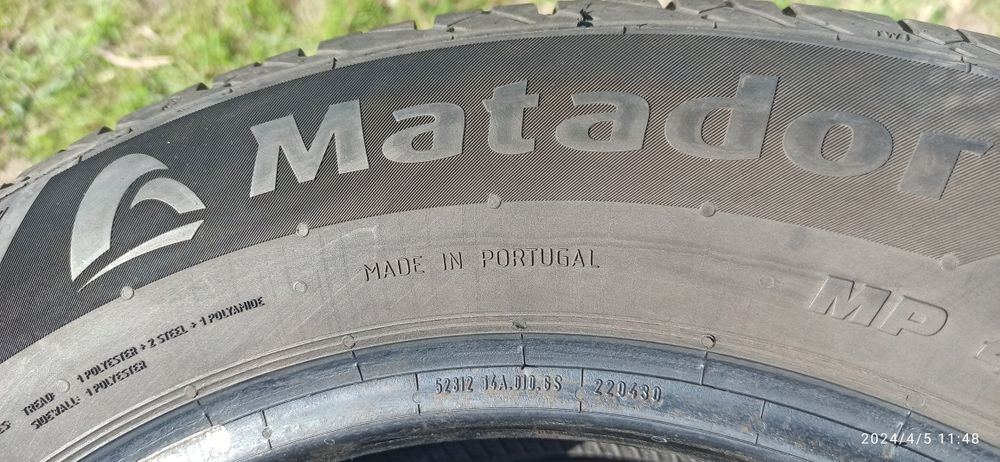 TWI
Matador
MADE IN PORTUGAL
MP
TREAD: 1 POLYESTER + 2 STEEL + 1 POLYAMIDE
SIDEWALL: 1 POLYESTER
52312 14A.010.6S 220430
2024/4/5 11:48